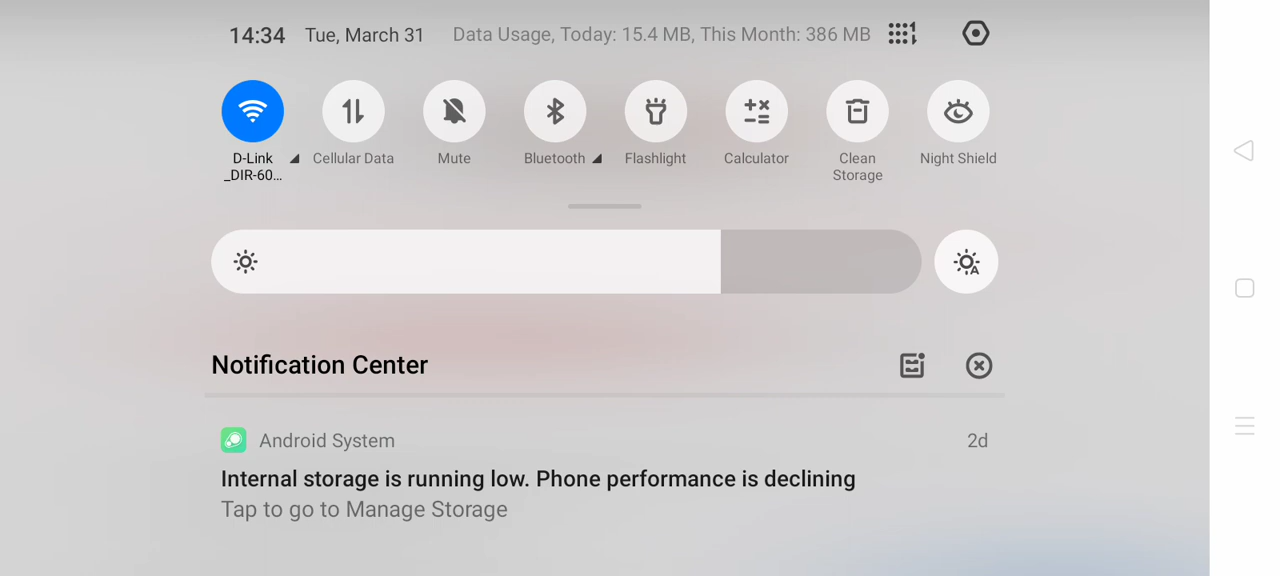 14:34 Tue, March 31 Data Usage, Today: 15.4 MB, This Month: 386 MB
D-Link
_DIR-60...
Cellular Data
Mute
Bluetooth
Flashlight
Calculator
Clean
Storage
Night Shield
Notification Center
Android System 2d
Internal storage is running low. Phone performance is declining
Tap to go to Manage Storage